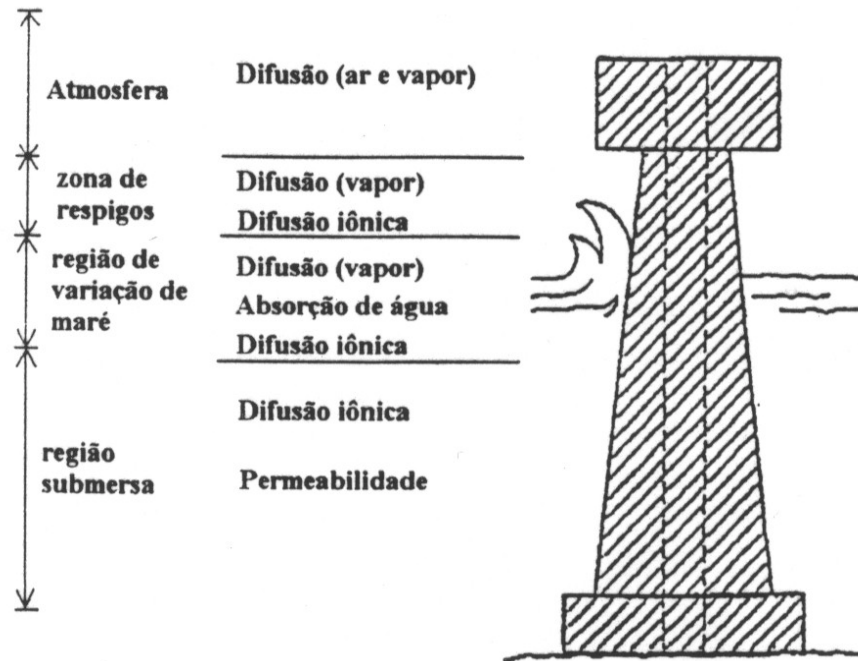 Atmosfera
Difusão (ar e vapor)
zona de
respigos
Difusão (vapor)
Difusão iônica
região de
variação de
maré
Difusão (vapor)
Absorção de água
Difusão iônica
região
submersa
Difusão iônica
Permeabilidade